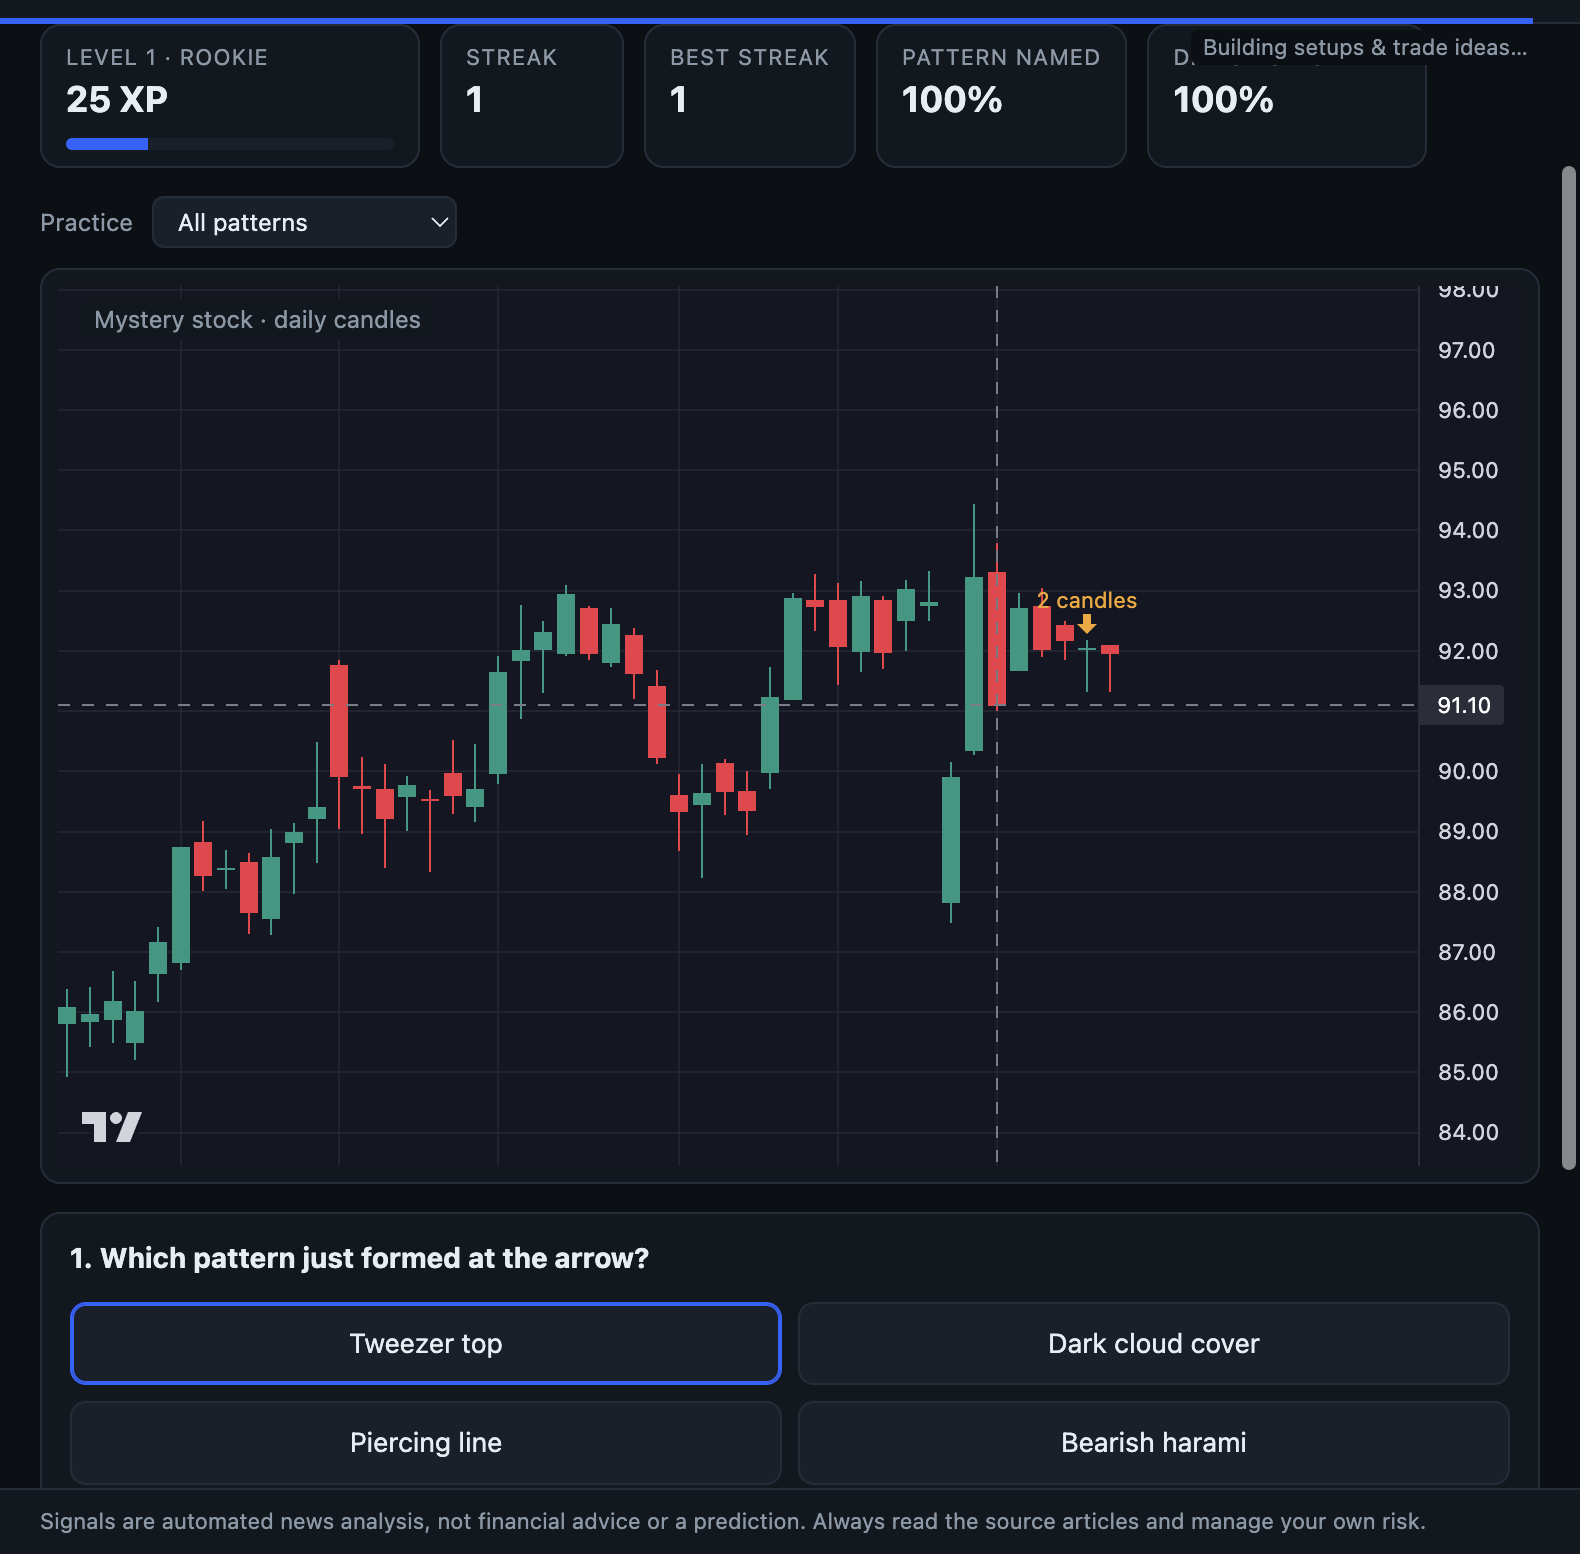 LEVEL 1 · ROOKIE
25 XP
STREAK
1
BEST STREAK
1
PATTERN NAMED
100%
100%
Building setups & trade ideas...
Practice
All patterns
Mystery stock · daily candles
2 candles
98.00
97.00
96.00
95.00
94.00
93.00
92.00
91.10
90.00
89.00
88.00
87.00
86.00
85.00
84.00
1. Which pattern just formed at the arrow?
Tweezer top
Dark cloud cover
Piercing line
Bearish harami
Signals are automated news analysis, not financial advice or a prediction. Always read the source articles and manage your own risk.